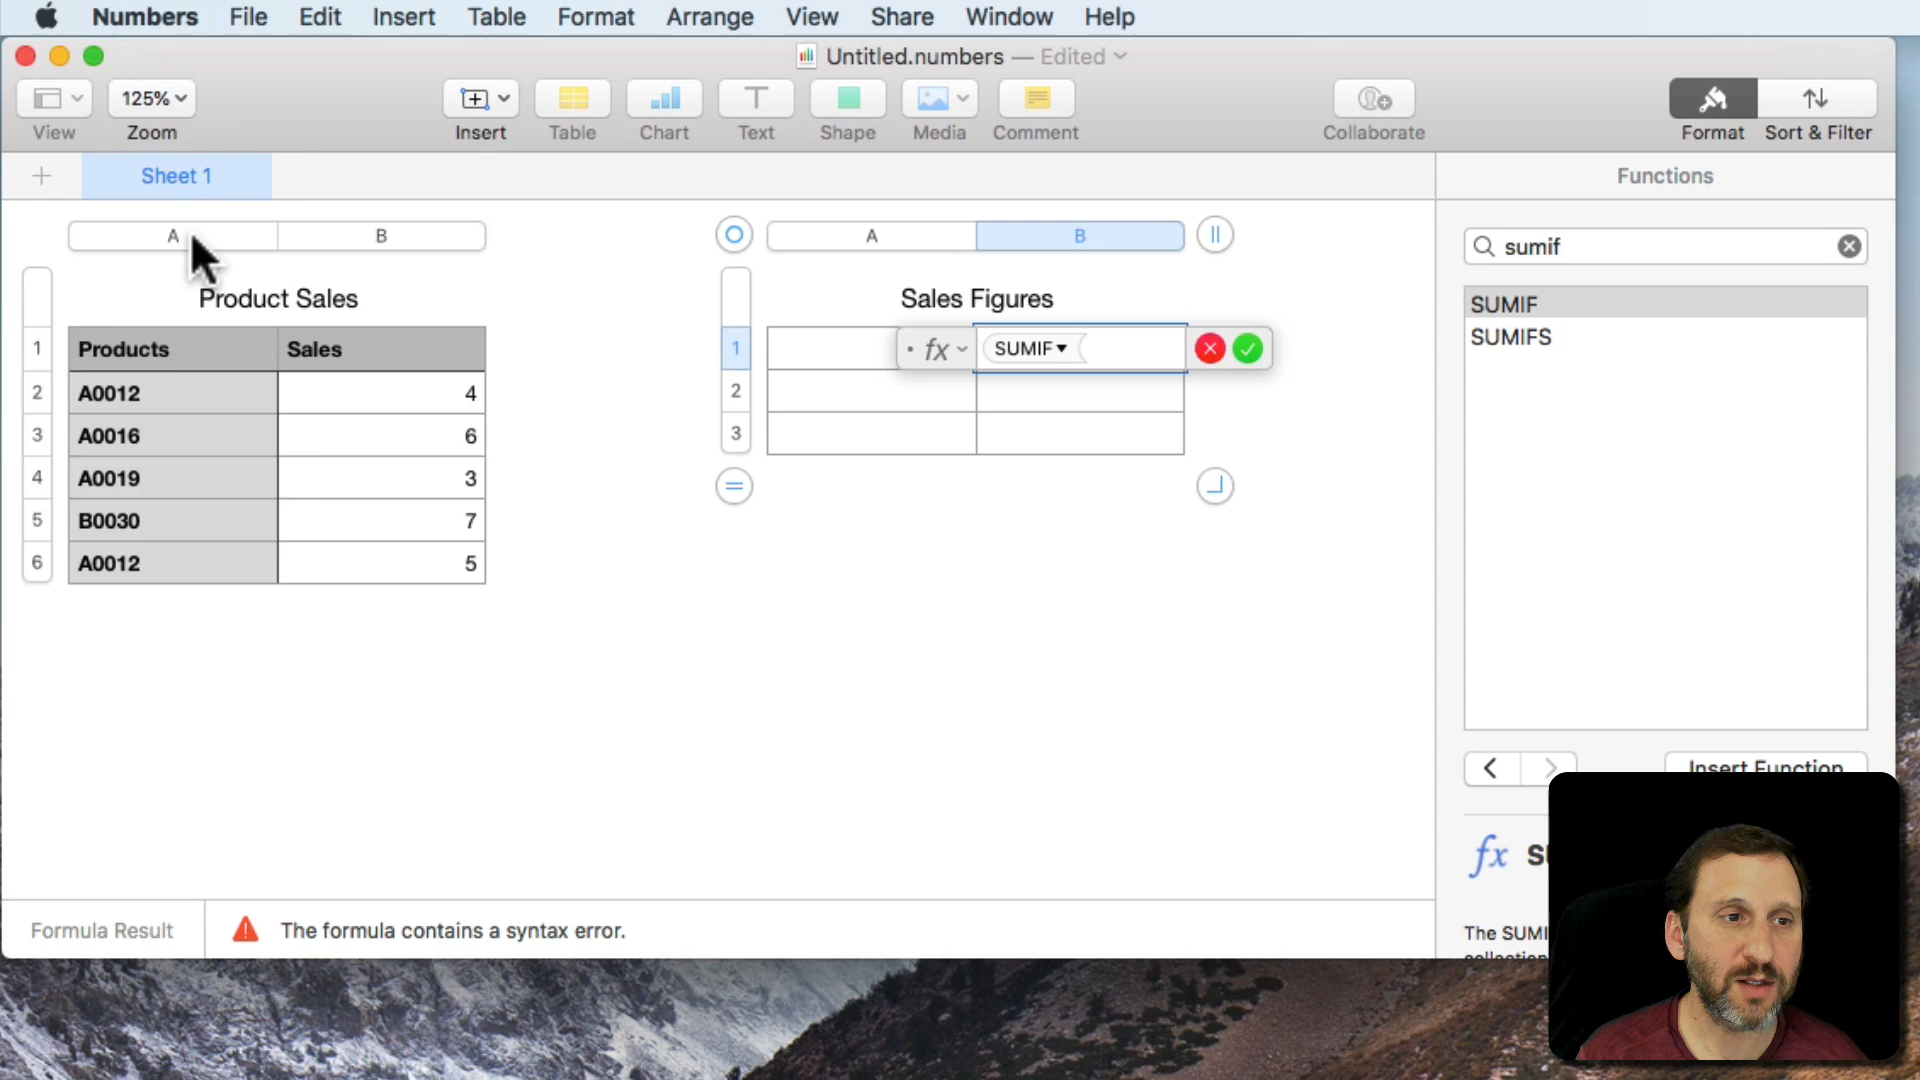 Numbers File Edit Insert Table Format Arrange View Share Window Help
Untitled.numbers — Edited
125%
View Zoom Insert Table Chart Text Shape Media Comment Collaborate Format Sort & Filter
Sheet 1
Functions
A B
A B
sumif
Product Sales
Sales Figures
SUMIF
SUMIFS
1 Products Sales
2 A0012 4
3 A0016 6
4 A0019 3
5 B0030 7
6 A0012 5
1 fx SUMIF
2
3
Insert Function
fx
The SUMI
Formula Result The formula contains a syntax error.